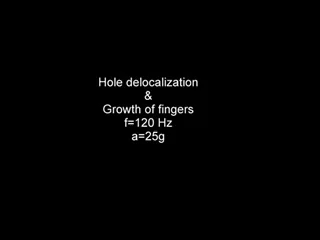 Hole delocalization
&
Growth of fingers
f=120 Hz
a=25g